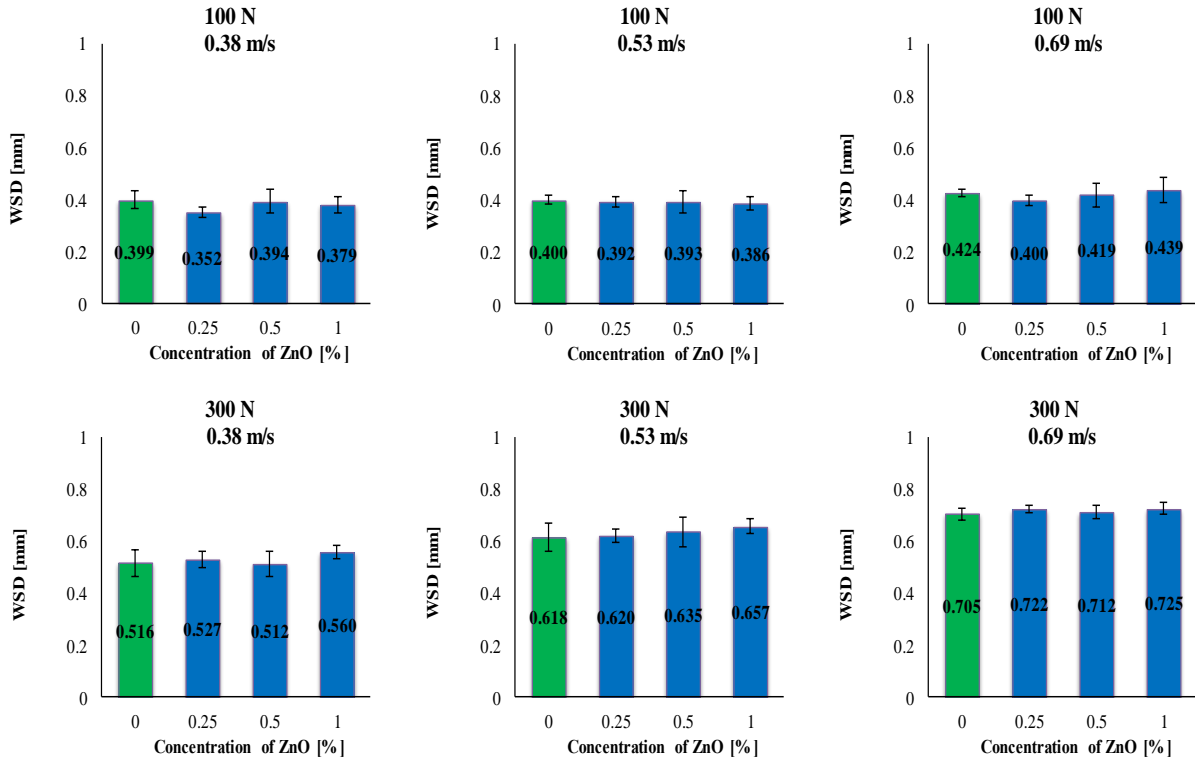 100 N
0.38 m/s
WSD [mm]
1
0.8
0.6
0.4
0.2
0
0.399 0.352 0.394 0.379
0 0.25 0.5 1
Concentration of ZnO [%]
100 N
0.53 m/s
WSD [mm]
1
0.8
0.6
0.4
0.2
0
0.400 0.392 0.393 0.386
0 0.25 0.5 1
Concentration of ZnO [%]
100 N
0.69 m/s
WSD [mm]
1
0.8
0.6
0.4
0.2
0
0.424 0.400 0.419 0.439
0 0.25 0.5 1
Concentration of ZnO [%]
300 N
0.38 m/s
WSD [mm]
1
0.8
0.6
0.4
0.2
0
0.516 0.527 0.512 0.560
0 0.25 0.5 1
Concentration of ZnO [%]
300 N
0.53 m/s
WSD [mm]
1
0.8
0.6
0.4
0.2
0
0.618 0.620 0.635 0.657
0 0.25 0.5 1
Concentration of ZnO [%]
300 N
0.69 m/s
WSD [mm]
1
0.8
0.6
0.4
0.2
0
0.705 0.722 0.712 0.725
0 0.25 0.5 1
Concentration of ZnO [%]